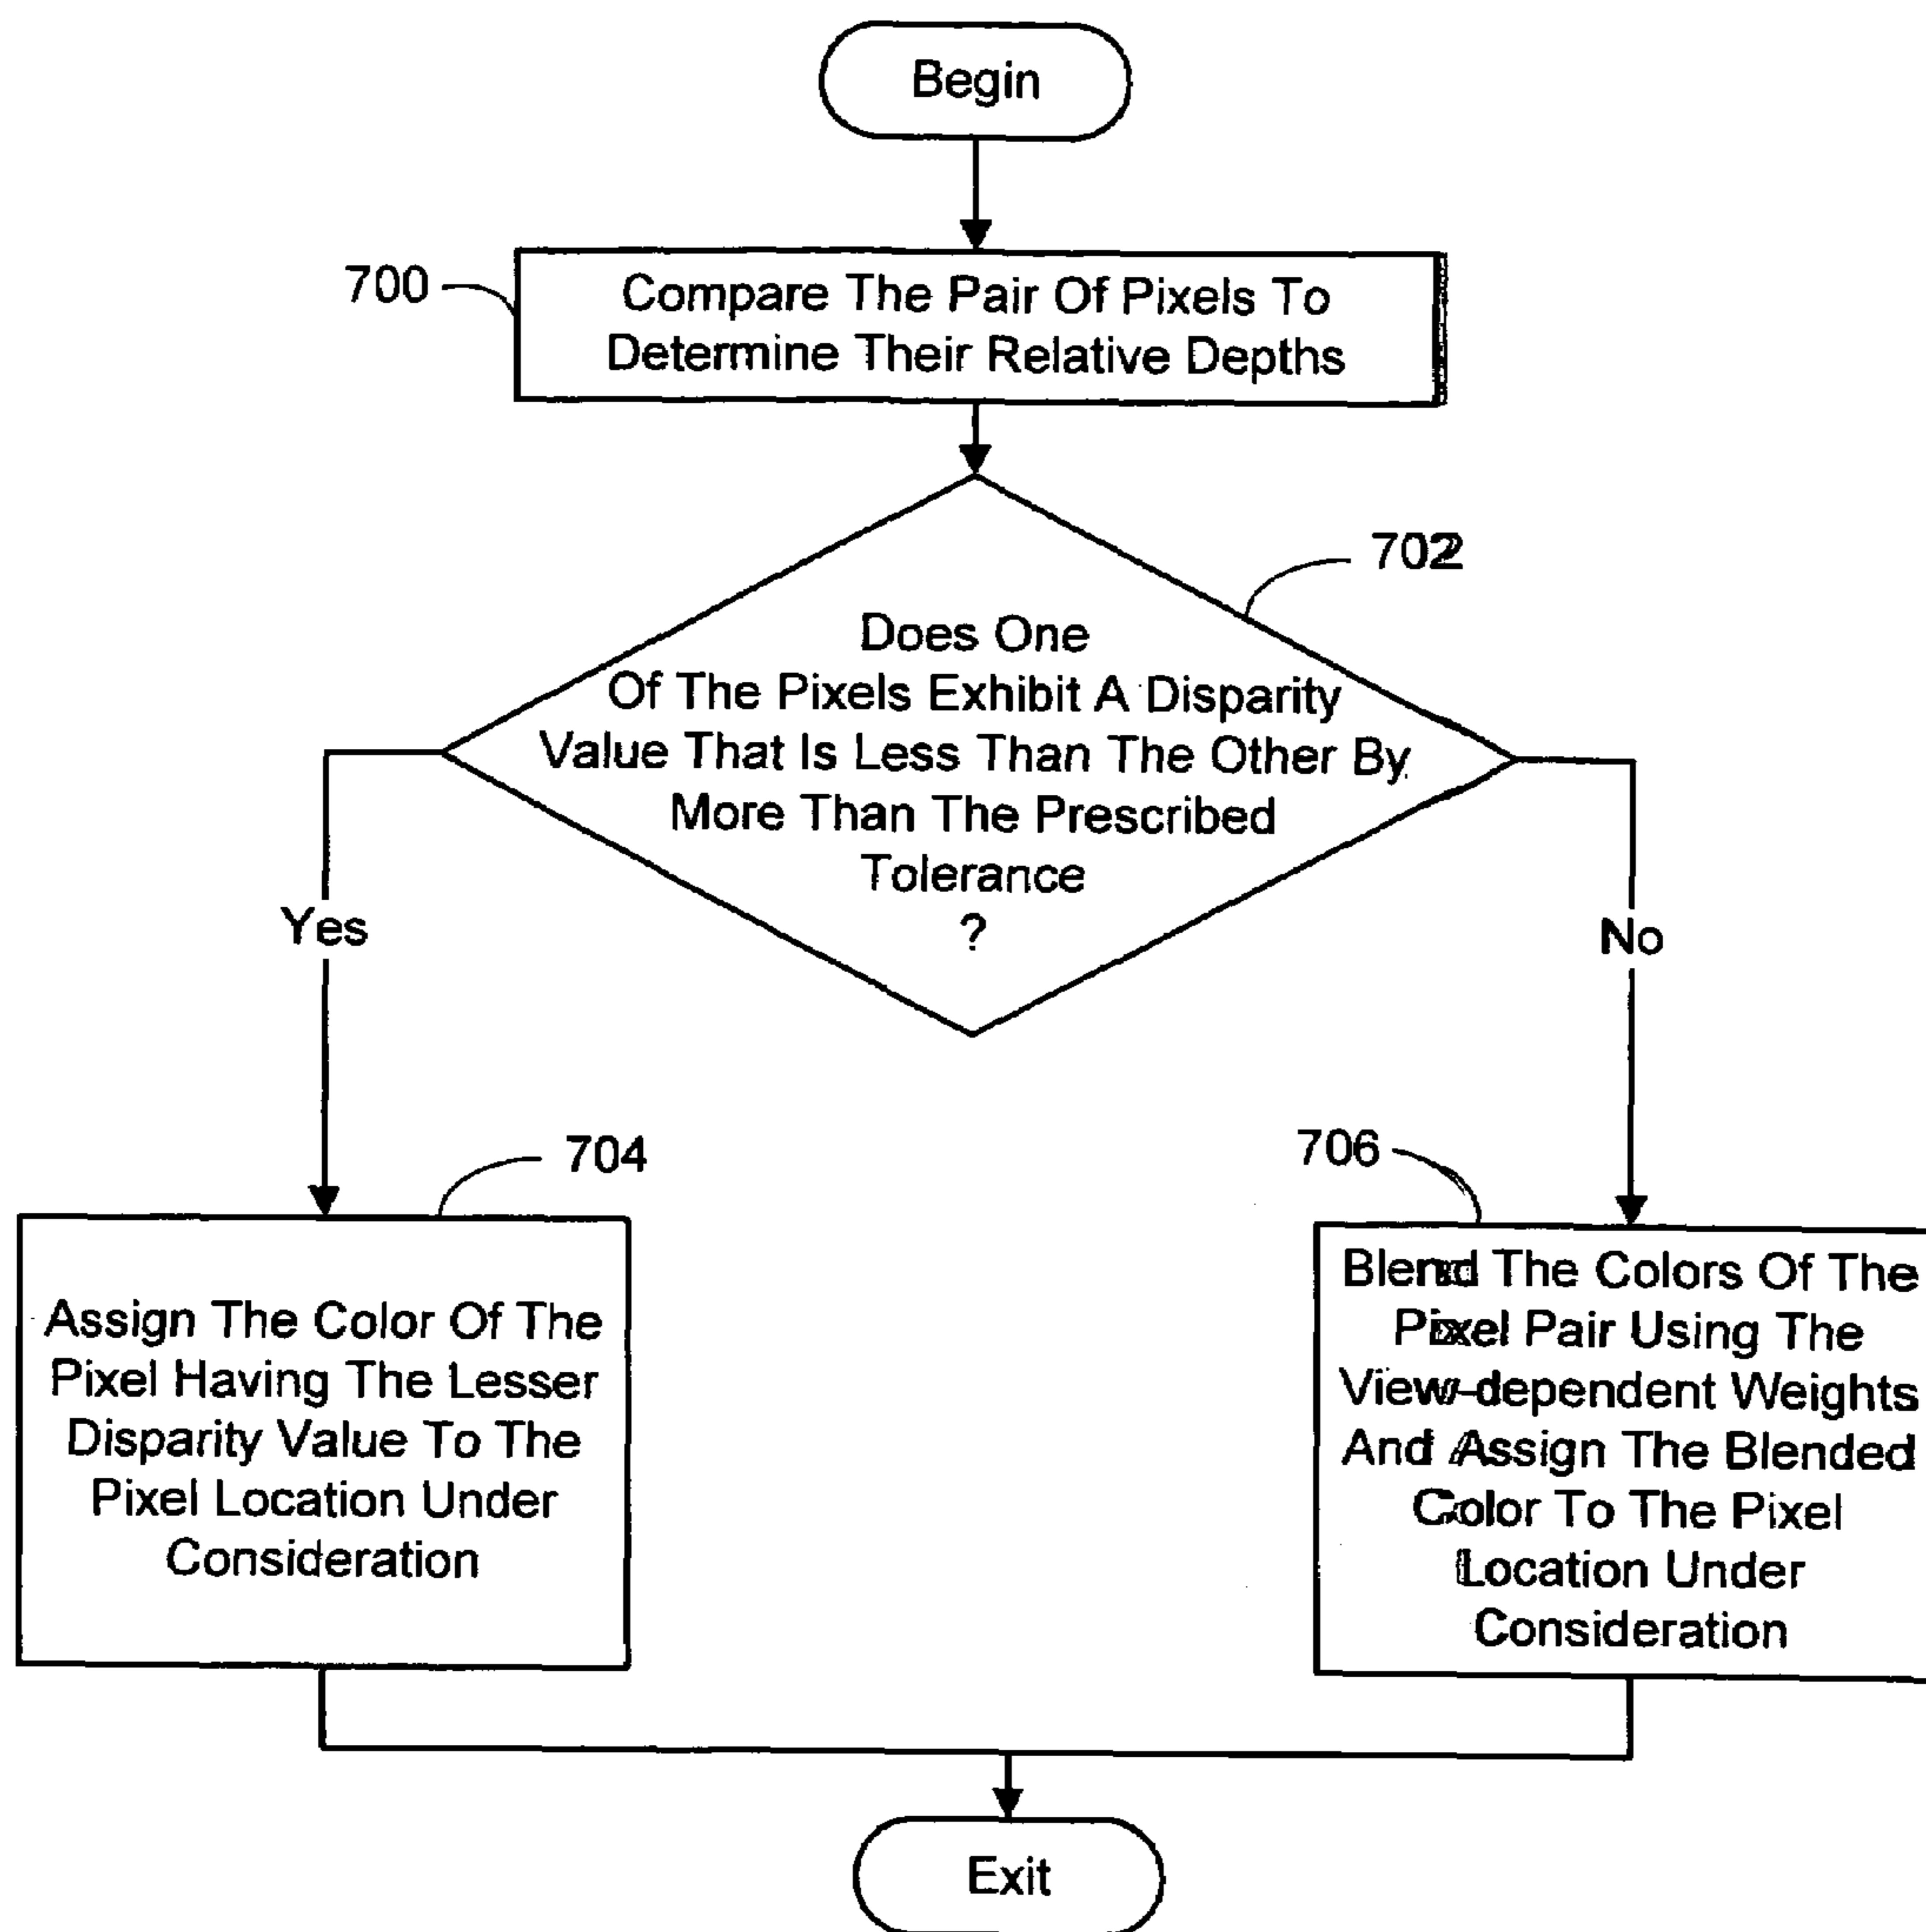 Begin
700
Compare The Pair Of Pixels To
Determine Their Relative Depths
702
Does One
Of The Pixels Exhibit A Disparity
Value That Is Less Than The Other By
More Than The Prescribed
Tolerance
?
Yes
No
704
Assign The Color Of The
Pixel Having The Lesser
Disparity Value To The
Pixel Location Under
Consideration
706
Blend The Colors Of The
Pixel Pair Using The
View-dependent Weights
And Assign The Blended
Color To The Pixel
Location Under
Consideration
Exit